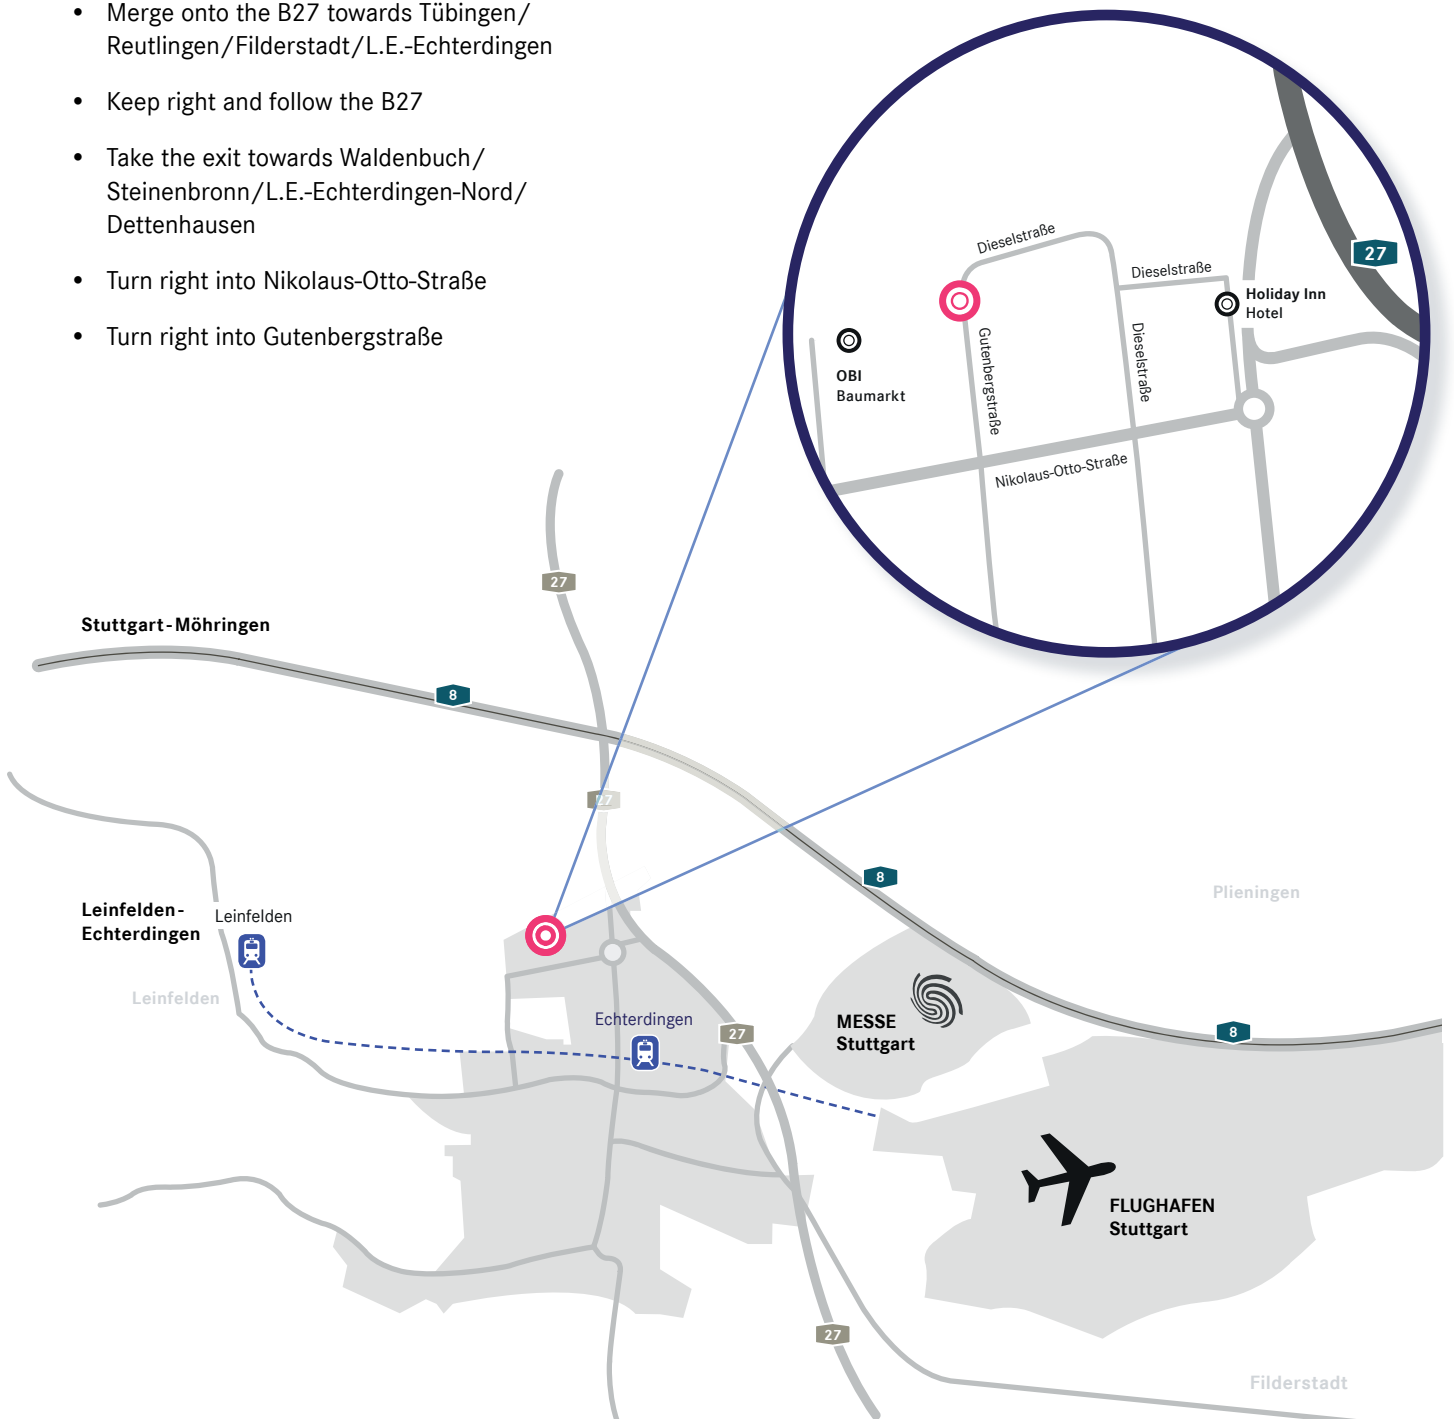 • Merge onto the B27 towards Tübingen/
Reutlingen/Filderstadt/L.E.-Echterdingen
• Keep right and follow the B27
• Take the exit towards Waldenbuch/
Steinenbronn/L.E.-Echterdingen-Nord/
Dettenhausen
• Turn right into Nikolaus-Otto-Straße
• Turn right into Gutenbergstraße
Dieselstraße
27
Dieselstraße
Holiday Inn
Hotel
Gutenbergstraße
Dieselstraße
OBI
Baumarkt
Nikolaus-Otto-Straße
27
Stuttgart-Möhringen
8
27
8
Plieningen
Leinfelden-
Echterdingen
Leinfelden
Leinfelden
Echterdingen
27
MESSE
Stuttgart
8
FLUGHAFEN
Stuttgart
27
Filderstadt